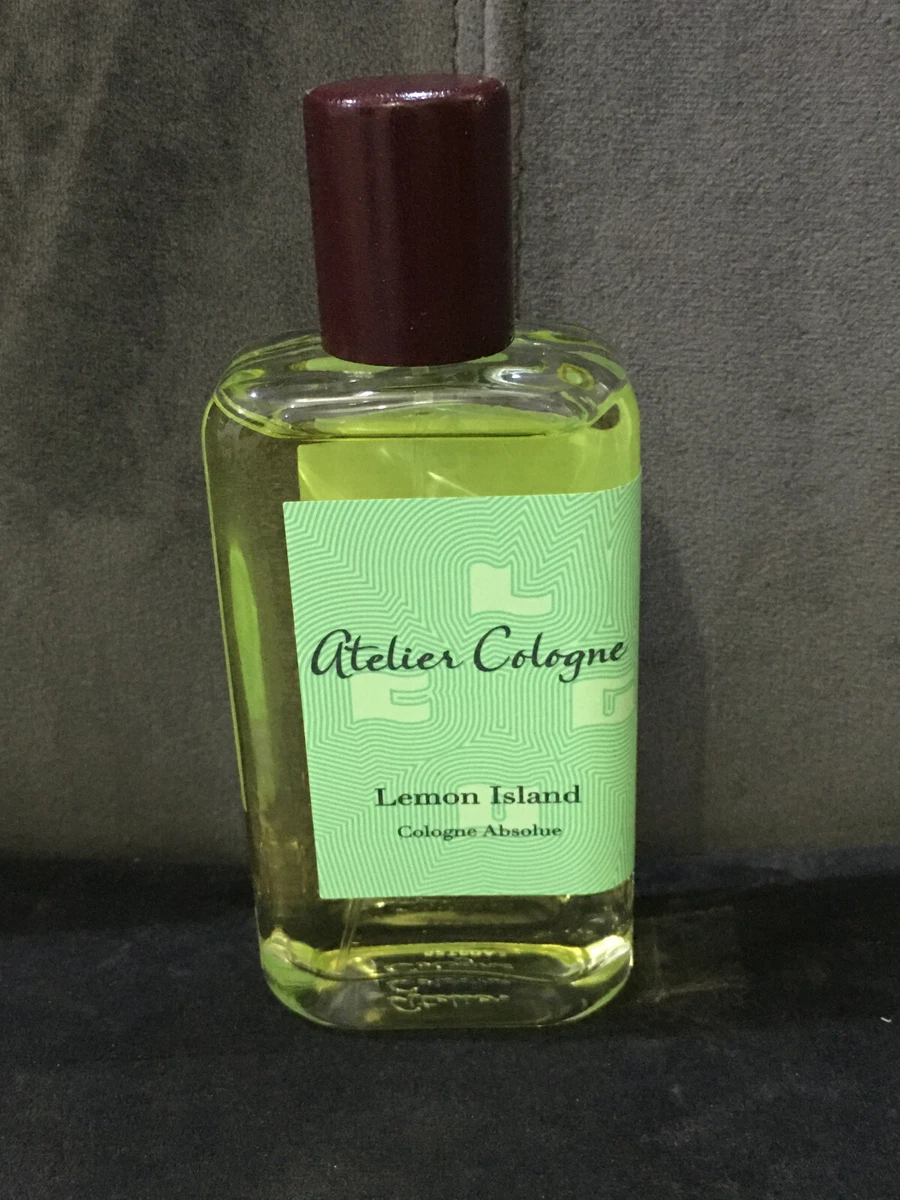 L
Atelier Cologne
E
Lemon Island
Cologne Absolue